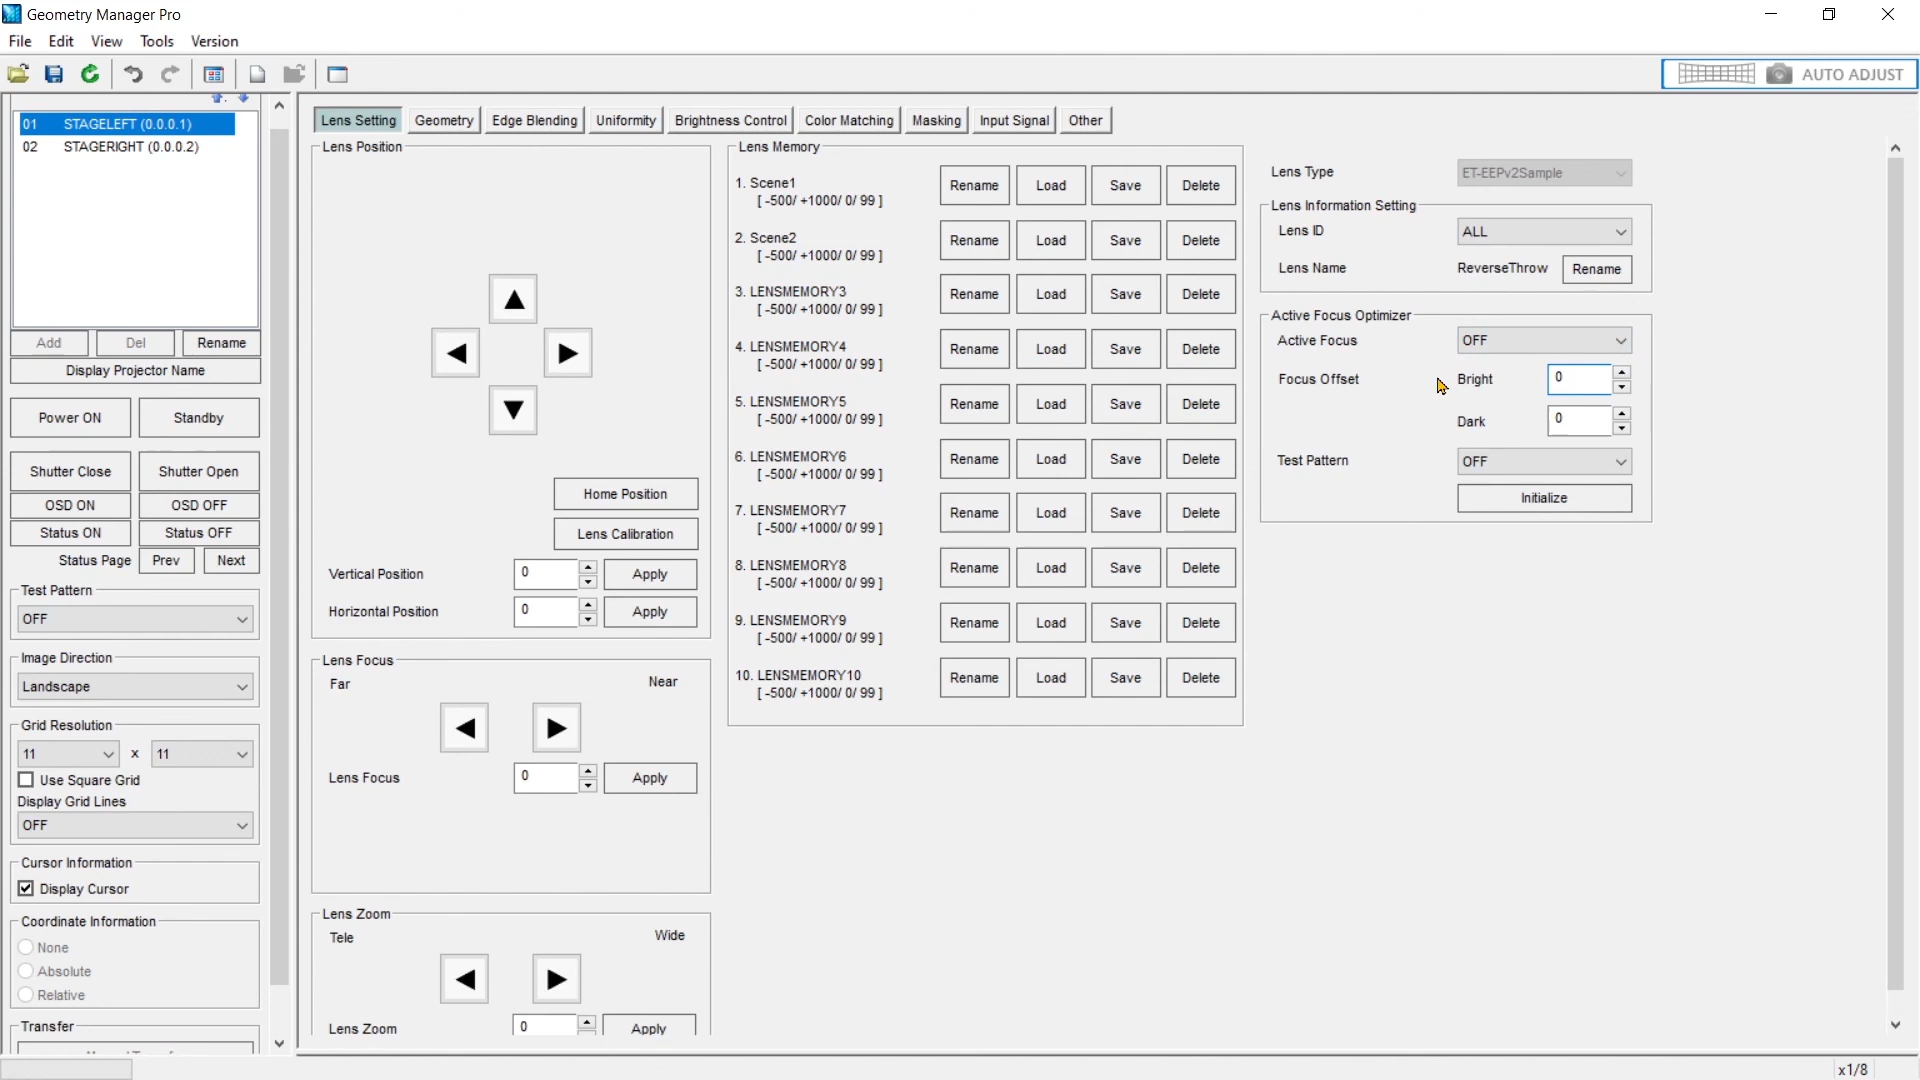 Geometry Manager Pro
File Edit View Tools Version
AUTO ADJUST
01 STAGELEFT (0.0.0.1)
02 STAGERIGHT (0.0.0.2)
Add Del Rename
Display Projector Name
Power ON Standby
Shutter Close Shutter Open
OSD ON OSD OFF
Status ON Status OFF
Status Page Prev Next
Test Pattern
OFF
Image Direction
Landscape
Grid Resolution
11 x 11
Use Square Grid
Display Grid Lines
OFF
Cursor Information
Display Cursor
Coordinate Information
None
Absolute
Relative
Transfer
Lens Setting Geometry Edge Blending Uniformity Brightness Control Color Matching Masking Input Signal Other
Lens Position
Home Position
Lens Calibration
Vertical Position 0 Apply
Horizontal Position 0 Apply
Lens Focus
Far Near
Lens Focus 0 Apply
Lens Zoom
Tele Wide
Lens Zoom 0 Apply
Lens Memory
1. Scene1 Rename Load Save Delete
[ -500/ +1000/ 0/ 99 ]
2. Scene2 Rename Load Save Delete
[ -500/ +1000/ 0/ 99 ]
3. LENSMEMORY3 Rename Load Save Delete
[ -500/ +1000/ 0/ 99 ]
4. LENSMEMORY4 Rename Load Save Delete
[ -500/ +1000/ 0/ 99 ]
5. LENSMEMORY5 Rename Load Save Delete
[ -500/ +1000/ 0/ 99 ]
6. LENSMEMORY6 Rename Load Save Delete
[ -500/ +1000/ 0/ 99 ]
7. LENSMEMORY7 Rename Load Save Delete
[ -500/ +1000/ 0/ 99 ]
8. LENSMEMORY8 Rename Load Save Delete
[ -500/ +1000/ 0/ 99 ]
9. LENSMEMORY9 Rename Load Save Delete
[ -500/ +1000/ 0/ 99 ]
10. LENSMEMORY10 Rename Load Save Delete
[ -500/ +1000/ 0/ 99 ]
Lens Type ET-EEPv2Sample
Lens Information Setting
Lens ID ALL
Lens Name ReverseThrow Rename
Active Focus Optimizer
Active Focus OFF
Focus Offset Bright 0
Dark 0
Test Pattern OFF
Initialize
x1/8